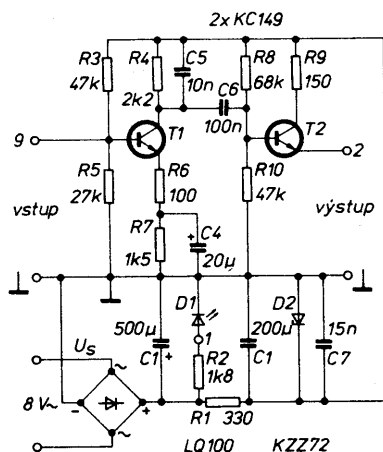 2x KC149
R3
47k
R4
2k2
C5
10n
C6
100n
R8
68k
R9
150
9
T1
T2
2
R5
27k
R6
100
R10
47k
vstup
výstup
R7
1k5
+
C4
20μ
500μ
C1
+
D1
1
R2
1k8
200μ
C1
D2
15n
C7
Us
~
8 V~
-
+
~
R1
330
LQ100
KZZ72